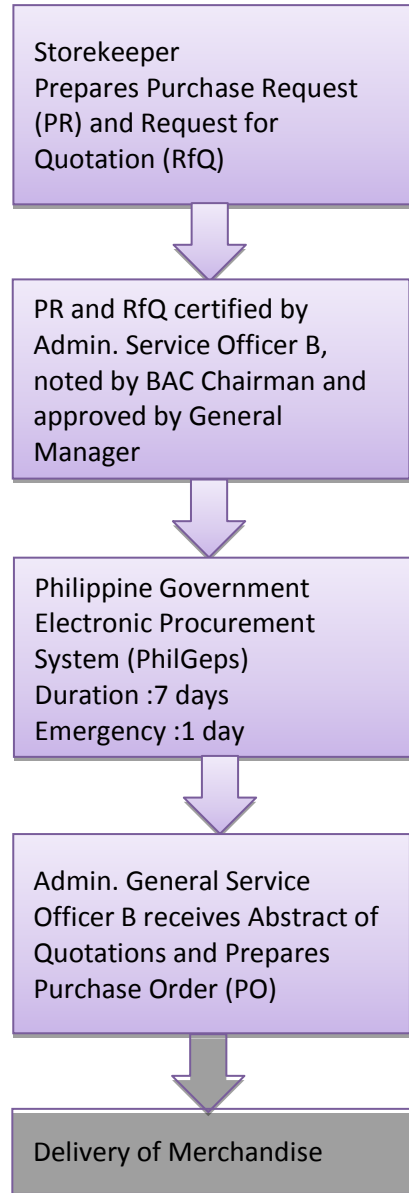 Storekeeper
Prepares Purchase Request
(PR) and Request for
Quotation (RfQ)
PR and RfQ certified by
Admin. Service Officer B,
noted by BAC Chairman and
approved by General
Manager
Philippine Government
Electronic Procurement
System (PhilGeps)
Duration :7 days
Emergency :1 day
Admin. General Service
Officer B receives Abstract of
Quotations and Prepares
Purchase Order (PO)
Delivery of Merchandise